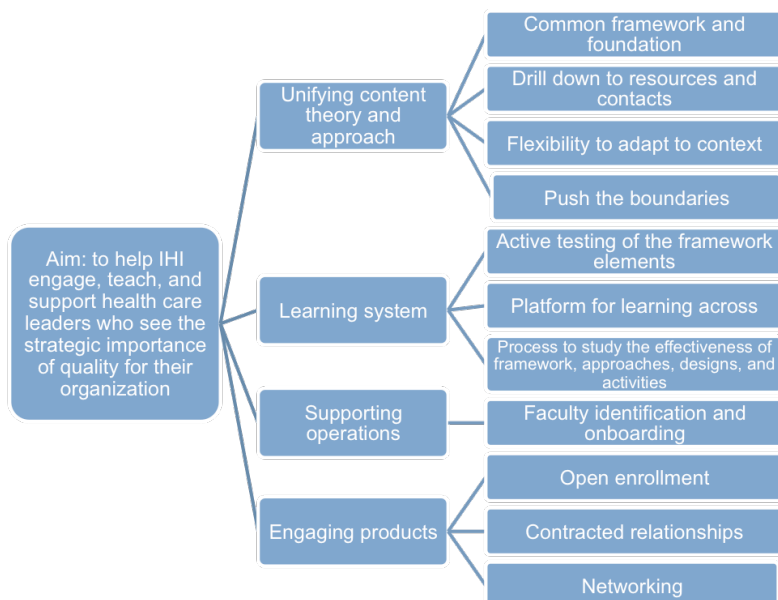 Aim: to help IHI
engage, teach, and
support health care
leaders who see the
strategic importance
of quality for their
organization
Unifying content
theory and
approach
Common framework and
foundation
Drill down to resources and
contacts
Flexibility to adapt to context
Push the boundaries
Learning system
Active testing of the framework
elements
Platform for learning across
Process to study the effectiveness of
framework, approaches, designs, and
activities
Supporting
operations
Faculty identification and
onboarding
Engaging products
Open enrollment
Contracted relationships
Networking